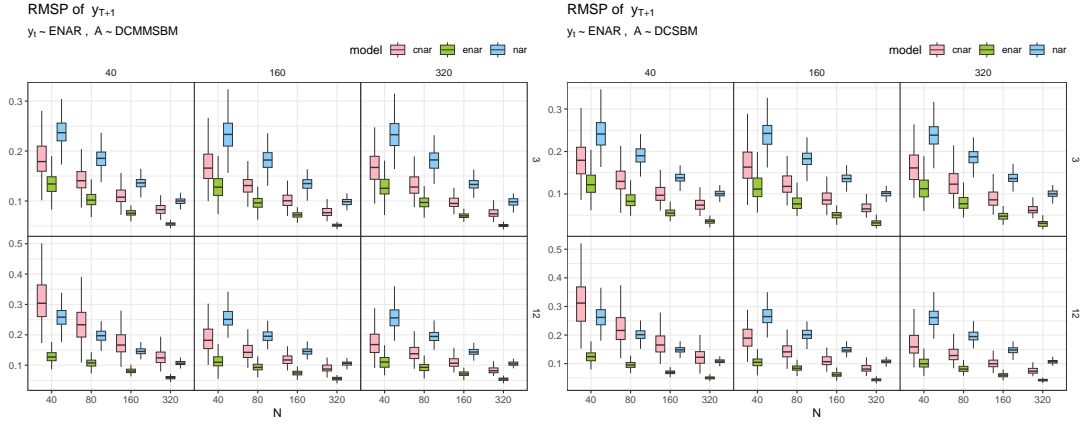 RMSP of y_{T+1}
y_t ~ ENAR , A ~ DCMMSBM
model cnar enar nar
40 160 320
0.3
0.2
0.1
3
0.5
0.4
0.3
0.2
0.1
12
40 80 160 320 40 80 160 320 40 80 160 320
N
RMSP of y_{T+1}
y_t ~ ENAR , A ~ DCSBM
model cnar enar nar
40 160 320
0.3
0.2
0.1
3
0.5
0.4
0.3
0.2
0.1
12
40 80 160 320 40 80 160 320 40 80 160 320
N